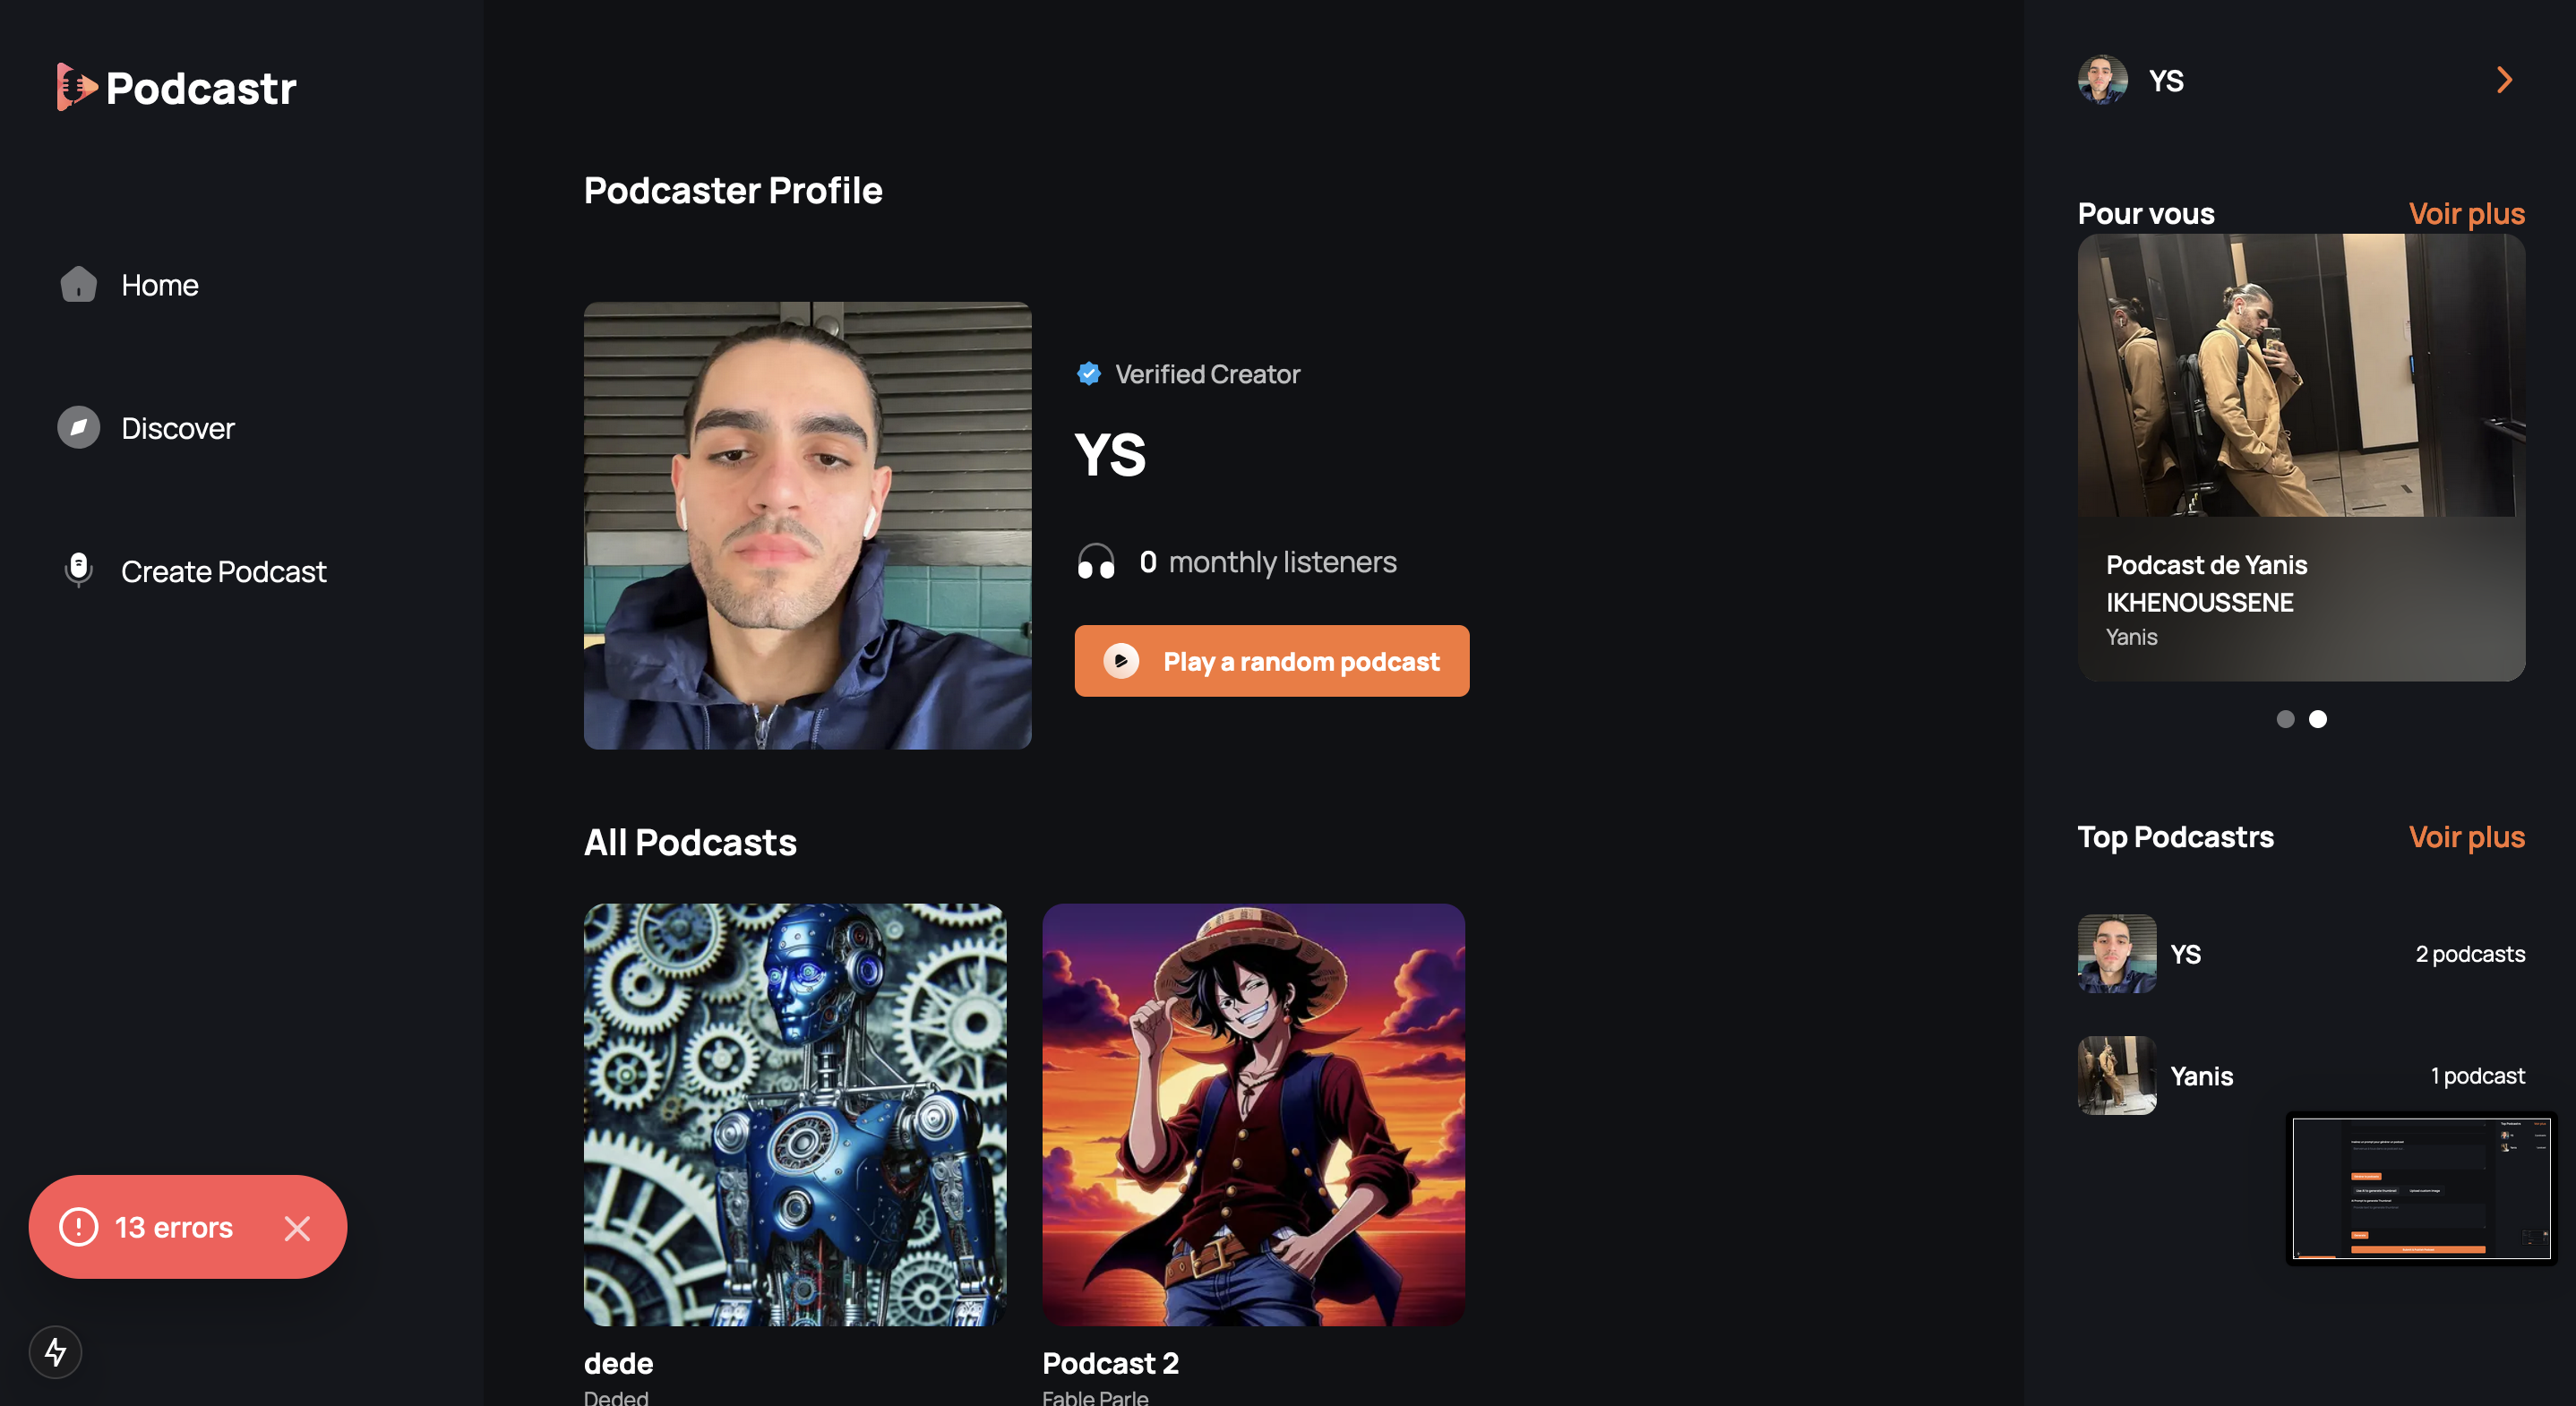 Podcastr
Home
Discover
Create Podcast
13 errors
Podcaster Profile
Verified Creator
YS
0 monthly listeners
Play a random podcast
All Podcasts
dede
Deded
Podcast 2
Fable Parle
YS
Pour vous
Voir plus
Podcast de Yanis
IKHENOUSSENE
Yanis
Top Podcastrs
Voir plus
YS
2 podcasts
Yanis
1 podcast